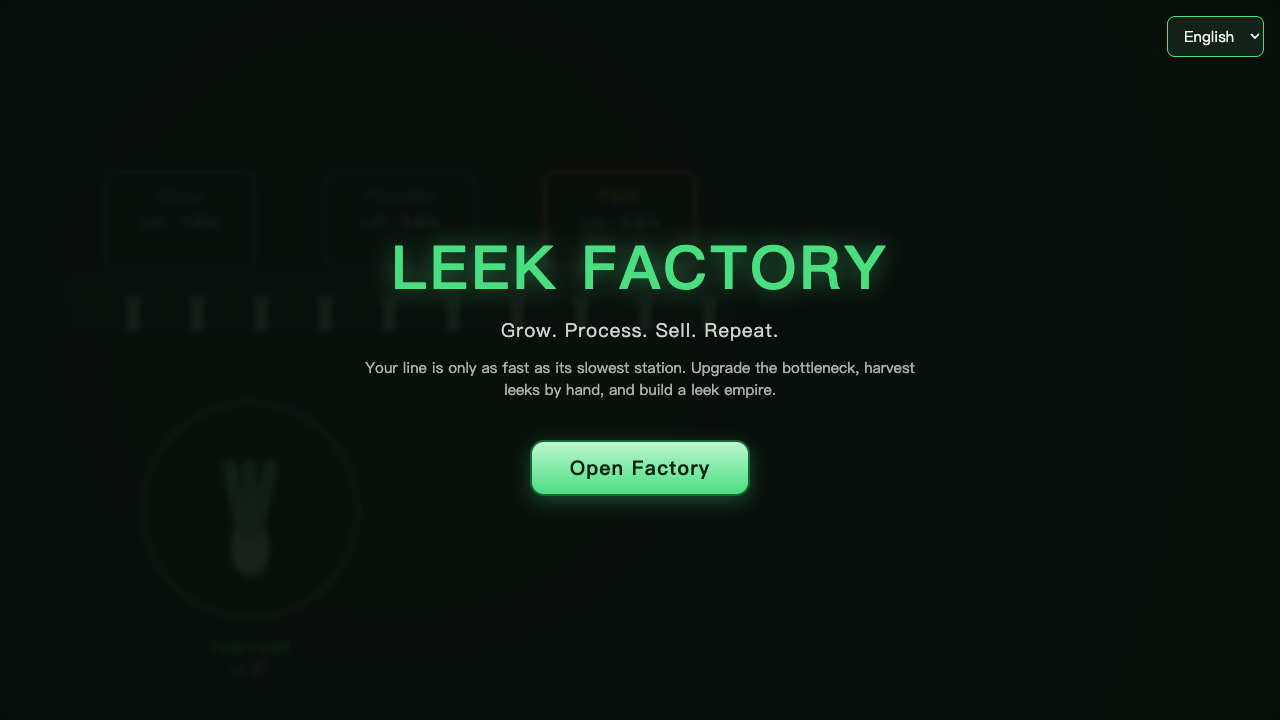 English
LEEK FACTORY
Grow. Process. Sell. Repeat.
Your line is only as fast as its slowest station. Upgrade the bottleneck, harvest
leeks by hand, and build a leek empire.
Open Factory